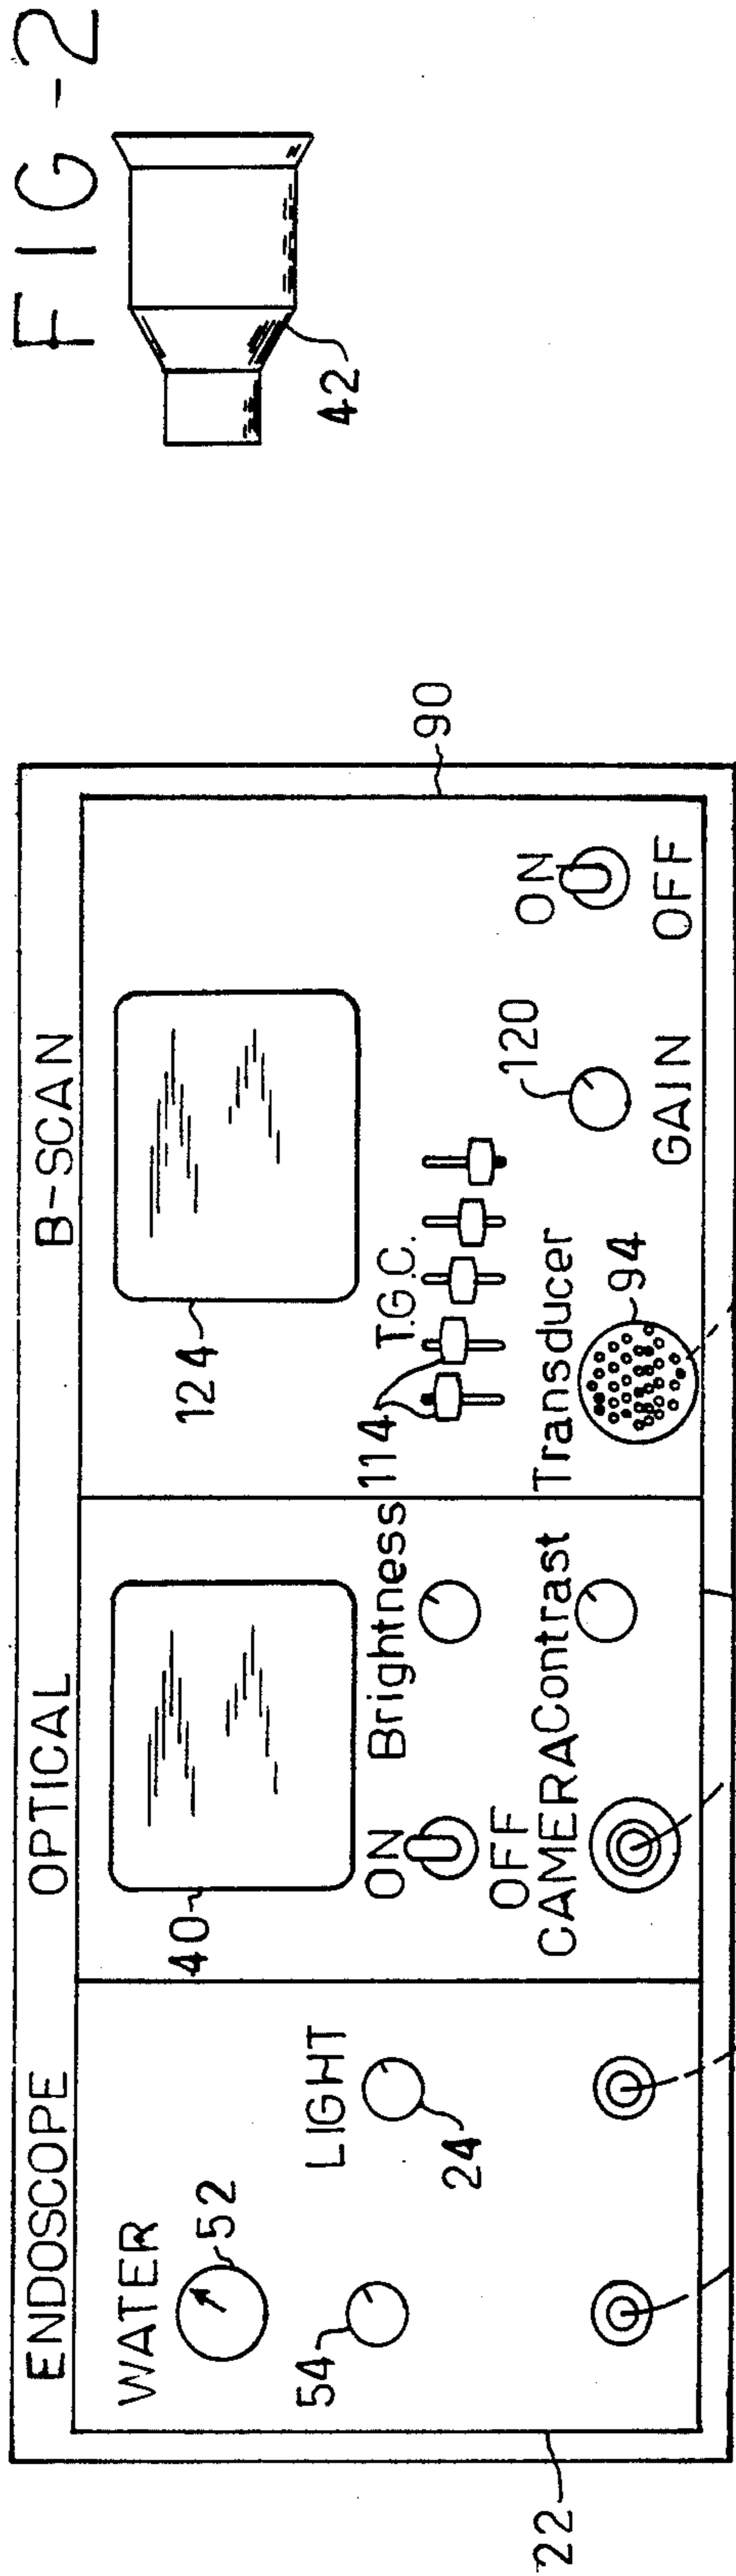 FIG-2
42
ENDOSCOPE
OPTICAL
B-SCAN
WATER
52
54
LIGHT
24
22
40
ON
OFF
Brightness
CAMERA
Contrast
124
114
T.G.C.
Transducer
94
120
GAIN
ON
OFF
90